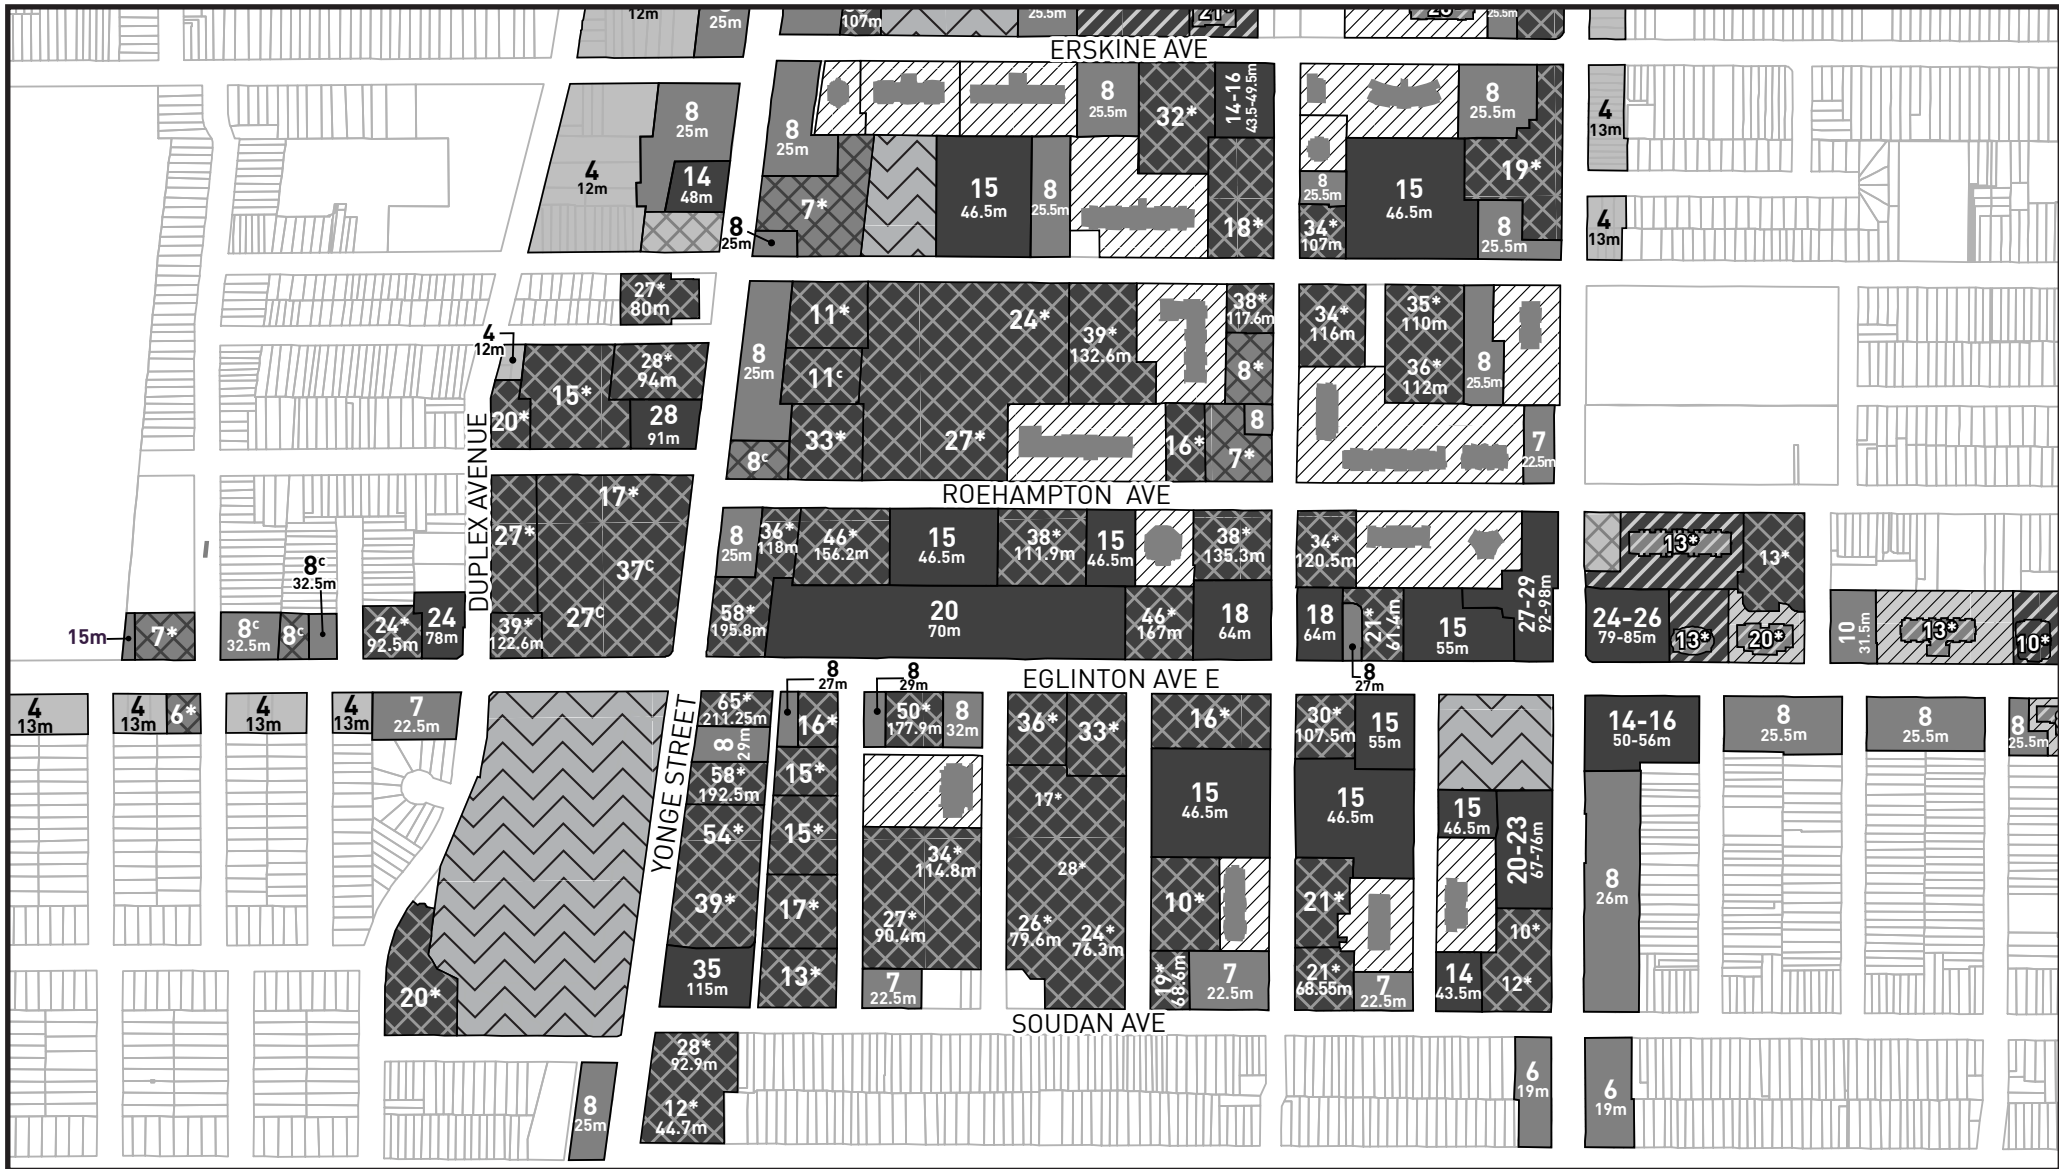 12m
25m
107m
25.5m
21*
25.5m
ERSKINE AVE
8
25m
4
12m
14
48m
8
25m
8
25m
7*
8
25.5m
32*
14-16
43.5-49.5m
15
46.5m
8
25.5m
18*
8
25.5m
8
25.5m
34*
107m
15
46.5m
19*
8
25.5m
4
13m
4
13m
27*
80m
4
12m
15*
28*
94m
20*
28
91m
8
25m
11*
11c
24*
39*
132.6m
38*
117.6m
8*
8
8c
33*
27*
16*
7*
34*
116m
35*
110m
36*
112m
8
25.5m
7
22.5m
DUPLEX AVENUE
ROEHAMPTON AVE
17*
27*
37c
27c
39*
122.6m
8
25m
36*
118m
46*
156.2m
15
46.5m
38*
111.9m
15
46.5m
38*
135.3m
58*
195.8m
20
70m
46*
167m
18
64m
34*
120.5m
18
64m
21*
61.4m
15
55m
27-29
92-98m
13*
13*
24-26
79-85m
13*
20*
10
31.5m
13*
10*
15m
7*
8c
32.5m
8c
8c
32.5m
24*
92.5m
24
78m
EGLINTON AVE E
8
27m
8
29m
8
27m
4
13m
4
13m
6*
4
13m
4
13m
7
22.5m
YONGE STREET
65*
211.25m
8
29m
58*
192.5m
54*
39*
35
115m
16*
15*
15*
17*
13*
50*
177.9m
8
32m
34*
114.8m
27*
90.4m
7
22.5m
36*
33*
17*
28*
26*
79.6m
24*
76.3m
16*
15
46.5m
10*
19*
68.6m
7
22.5m
30*
107.5m
15
55m
15
46.5m
21*
21*
68.55m
7
22.5m
15
46.5m
20-23
67-76m
10*
14
43.5m
12*
14-16
50-56m
8
26m
8
25.5m
8
25.5m
8
25.5m
20*
SOUDAN AVE
8
25m
28*
92.9m
12*
44.7m
6
19m
6
19m